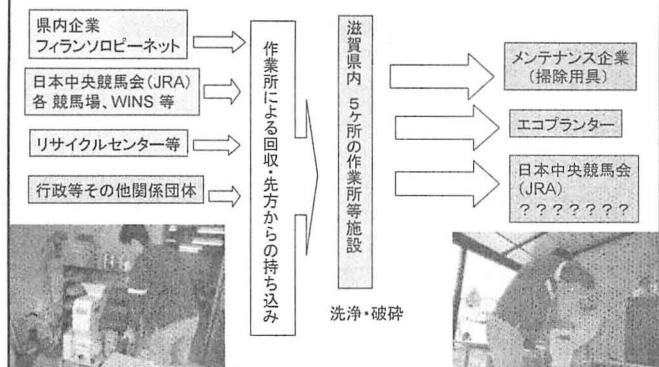 県内企業
フィランソロピーネット
日本中央競馬会(JRA)
各 競馬場、WINS 等
リサイクルセンター等
行政等その他関係団体
作業所による回収・先方からの持ち込み
滋賀県内 5ヶ所の作業所等施設
洗浄・破砕
メンテナンス企業
(掃除用具)
エコプランター
日本中央競馬会
(JRA)
???????